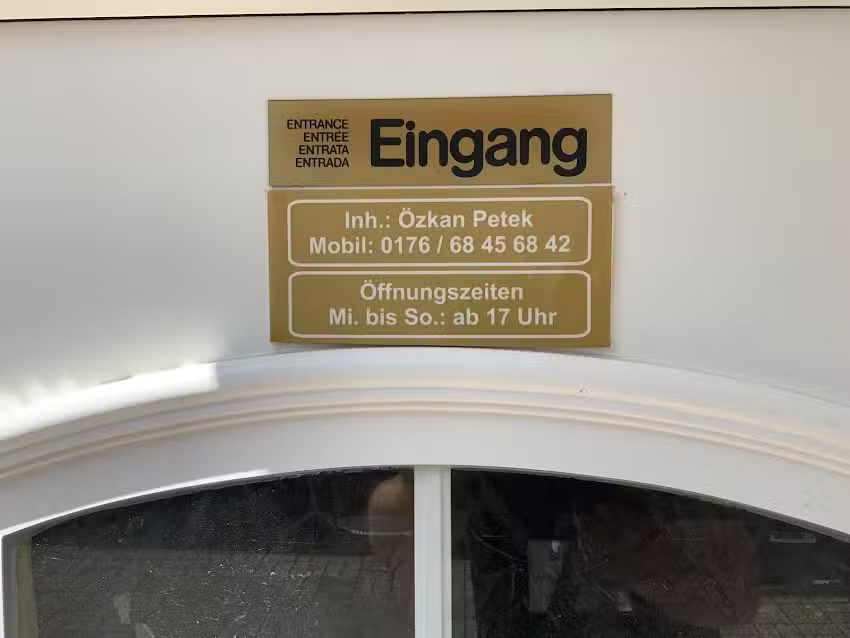 ENTRANCE
ENTRÉE
ENTRATA
ENTRADA
Eingang
Inh.: Özkan Petek
Mobil: 0176 / 68 45 68 42
Öffnungszeiten
Mi. bis So.: ab 17 Uhr